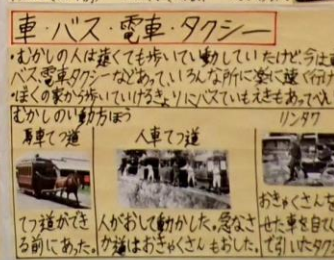 車・バス・電車・タクシー
・むかしの人は遠くても歩いてい動していたけど、今は車
バス、電車タクシーなどあっていろんな所に楽に速く行け
・ぼくの家から歩いていけるきょりにバスていもえきもあってべん
むかしのい動方ほう
馬車てつ道
人車てつ道
リンタク
てつ道ができ
る前にあった。
人がおして動かした。急なさ
か道はおきゃくさんもおした。
おきゃくさんを
せた車を自て
で引いたタク